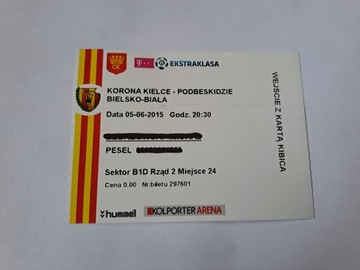 CK
T
EKSTRAKLASA
KORONA KIELCE - PODBESKIDZIE
BIELSKO-BIAŁA
Data 05-06-2015 Godz. 20:30
PESEL
Sektor B1D Rząd 2 Miejsce 24
Cena 0,00 Nr.biletu 297601
hummel
KOLPORTER ARENA
WEJŚCIE Z KARTĄ KIBICA